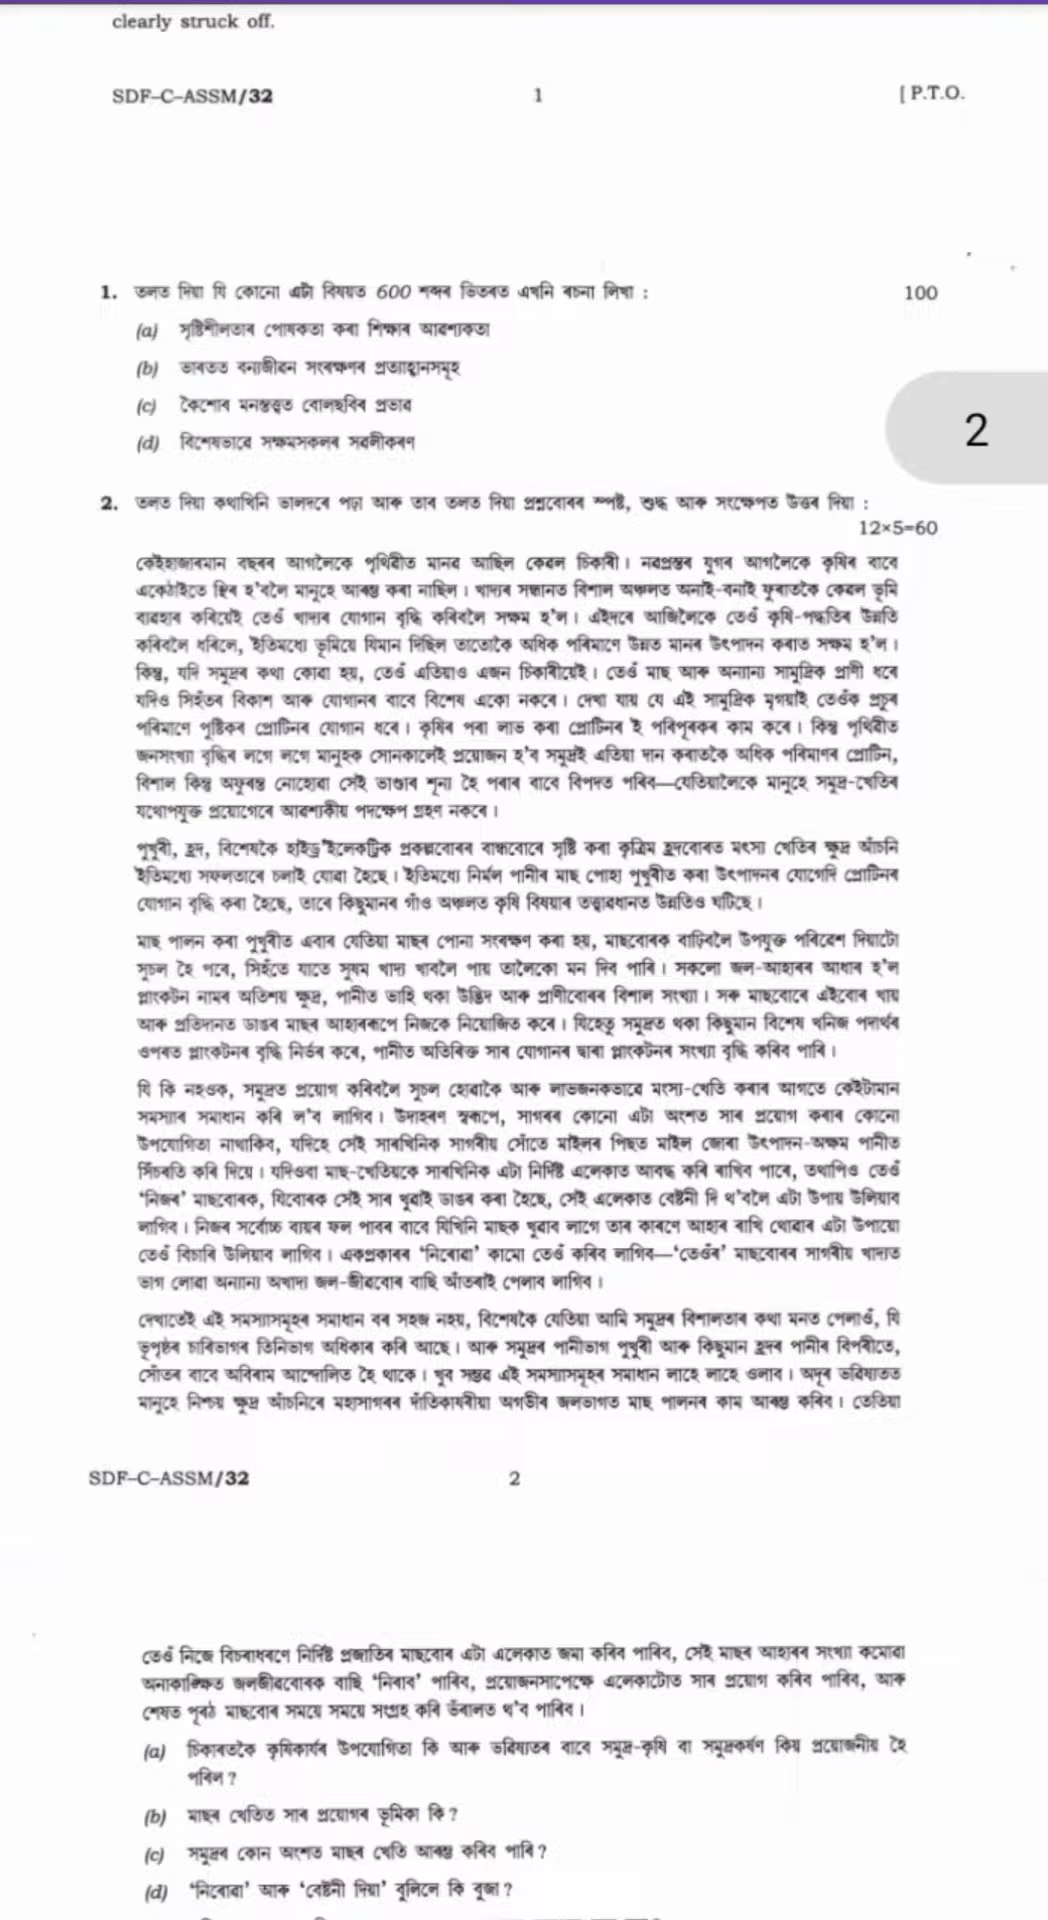 clearly struck off.
SDF–C–ASSM/32 1 [ P.T.O.
1. তলত দিয়া যি কোনো এটা বিষয়ত 600 শব্দৰ ভিতৰত এখনি ৰচনা লিখা : 100
(a) সৃষ্টিশীলতাৰ পোষকতা কৰা শিক্ষাৰ আৱশ্যকতা
(b) ভাৰতত বন্যজীৱন সংৰক্ষণৰ প্ৰত্যাহ্বানসমূহ
(c) কৈশোৰ মনস্তত্ত্বত বোলছবিৰ প্ৰভাৱ
(d) বিশেষভাৱে সক্ষমসকলৰ সৱলীকৰণ
2
2. তলত দিয়া কথাখিনি ভালদৰে পঢ়া আৰু তাৰ তলত দিয়া প্ৰশ্নবোৰৰ স্পষ্ট, শুদ্ধ আৰু সংক্ষেপত উত্তৰ দিয়া :
12×5=60
কেইহাজাৰমান বছৰৰ আগলৈকে পৃথিৱীত মানৱ আছিল কেৱল চিকাৰী। নৱপ্ৰস্তৰ যুগৰ আগলৈকে কৃষিৰ বাবে
একেঠাইতে স্থিৰ হ'বলৈ মানুহে আৰম্ভ কৰা নাছিল। খাদ্যৰ সন্ধানত বিশাল অঞ্চলত অনাই-বনাই ফুৰাতকৈ কেৱল ভূমি
ব্যৱহাৰ কৰিয়েই তেওঁ খাদ্যৰ যোগান বৃদ্ধি কৰিবলৈ সক্ষম হ'ল। এইদৰে আজিলৈকে তেওঁ কৃষি-পদ্ধতিৰ উন্নতি
কৰিবলৈ ধৰিলে, ইতিমধ্যে ভূমিয়ে যিমান দিছিল তাতোকৈ অধিক পৰিমাণে উন্নত মানৰ উৎপাদন কৰাত সক্ষম হ'ল।
কিন্তু, যদি সমুদ্ৰৰ কথা কোৱা হয়, তেওঁ এতিয়াও এজন চিকাৰীয়েই। তেওঁ মাছ আৰু অন্যান্য সামুদ্ৰিক প্ৰাণী ধৰে
যদিও সিহঁতৰ বিকাশ আৰু যোগানৰ বাবে বিশেষ একো নকৰে। দেখা যায় যে এই সামুদ্ৰিক মৃগয়াই তেওঁক প্ৰচুৰ
পৰিমাণে পুষ্টিকৰ প্ৰোটিনৰ যোগান ধৰে। কৃষিৰ পৰা লাভ কৰা প্ৰোটিনৰ ই পৰিপূৰকৰ কাম কৰে। কিন্তু পৃথিৱীত
জনসংখ্যা বৃদ্ধিৰ লগে লগে মানুহক সোনকালেই প্ৰয়োজন হ'ব সমুদ্ৰই এতিয়া দান কৰাতকৈ অধিক পৰিমাণৰ প্ৰোটিন,
বিশাল কিন্তু অফুৰন্ত নোহোৱা সেই ভাণ্ডাৰ শূন্য হৈ পৰাৰ বাবে বিপদত পৰিব—যেতিয়ালৈকে মানুহে সমুদ্ৰ-খেতিৰ
যথোপযুক্ত প্ৰয়োগেৰে আৱশ্যকীয় পদক্ষেপ গ্ৰহণ নকৰে।
পুখুৰী, হ্ৰদ, বিশেষকৈ হাইড্ৰ'ইলেকট্ৰিক প্ৰকল্পবোৰৰ বান্ধবোৰে সৃষ্টি কৰা কৃত্ৰিম হ্ৰদবোৰত মৎস্য খেতিৰ ক্ষুদ্ৰ আঁচনি
ইতিমধ্যে সফলতাৰে চলাই যোৱা হৈছে। ইতিমধ্যে নিৰ্মল পানীৰ মাছ পোহা পুখুৰীত কৰা উৎপাদনৰ যোগেদি প্ৰোটিনৰ
যোগান বৃদ্ধি কৰা হৈছে, তাৰে কিছুমানৰ গাঁও অঞ্চলত কৃষি বিষয়াৰ তত্ত্বাৱধানত উন্নতিও ঘটিছে।
মাছ পালন কৰা পুখুৰীত এবাৰ যেতিয়া মাছৰ পোনা সংৰক্ষণ কৰা হয়, মাছবোৰক বাঢ়িবলৈ উপযুক্ত পৰিৱেশ দিয়াটো
সূচল হৈ পৰে, সিহঁতে যাতে সুষম খাদ্য খাবলৈ পায় তালৈকো মন দিব পাৰি। সকলো জল-আহাৰৰ আধাৰ হ'ল
প্লাংকটন নামৰ অতিশয় ক্ষুদ্ৰ, পানীত ভাহি থকা উদ্ভিদ আৰু প্ৰাণীবোৰৰ বিশাল সংখ্যা। সৰু মাছবোৰে এইবোৰ খায়
আৰু প্ৰতিদানত ডাঙৰ মাছৰ আহাৰৰূপে নিজকে নিয়োজিত কৰে। যিহেতু সমুদ্ৰত থকা কিছুমান বিশেষ খনিজ পদাৰ্থৰ
ওপৰত প্লাংকটনৰ বৃদ্ধি নিৰ্ভৰ কৰে, পানীত অতিৰিক্ত সাৰ যোগানৰ দ্বাৰা প্লাংকটনৰ সংখ্যা বৃদ্ধি কৰিব পাৰি।
যি কি নহওক, সমুদ্ৰত প্ৰয়োগ কৰিবলৈ সূচল হোৱাকৈ আৰু লাভজনকভাৱে মৎস্য-খেতি কৰাৰ আগতে কেইটামান
সমস্যাৰ সমাধান কৰি ল'ব লাগিব। উদাহৰণ স্বৰূপে, সাগৰৰ কোনো এটা অংশত সাৰ প্ৰয়োগ কৰাৰ কোনো
উপযোগিতা নাথাকিব, যদিহে সেই সাৰখিনিক সাগৰীয় সোঁতে মাইলৰ পিছত মাইল জোৰা উৎপাদন-অক্ষম পানীত
সিঁচৰতি কৰি দিয়ে। যদিওবা মাছ-খেতিয়কে সাৰখিনিক এটা নিৰ্দিষ্ট এলেকাত আবদ্ধ কৰি ৰাখিব পাৰে, তথাপিও তেওঁ
‘নিজৰ’ মাছবোৰক, যিবোৰক সেই সাৰ খুৱাই ডাঙৰ কৰা হৈছে, সেই এলেকাত বেষ্টনী দি থ'বলৈ এটা উপায় উলিয়াব
লাগিব। নিজৰ সৰ্বোচ্চ ব্যয়ৰ ফল পাবৰ বাবে যিখিনি মাছক খুৱাব লাগে তাৰ কাৰণে আহাৰ ৰাখি থোৱাৰ এটা উপায়ো
তেওঁ বিচাৰি উলিয়াব লাগিব। একপ্ৰকাৰৰ ‘নিৰোৱা’ কামো তেওঁ কৰিব লাগিব—‘তেওঁৰ’ মাছবোৰৰ সাগৰীয় খাদ্যত
ভাগ লোৱা অন্যান্য অখাদ্য জল-জীৱবোৰ বাছি আঁতৰাই পেলাব লাগিব।
দেখাতেই এই সমস্যাসমূহৰ সমাধান বৰ সহজ নহয়, বিশেষকৈ যেতিয়া আমি সমুদ্ৰৰ বিশালতাৰ কথা মনত পেলাওঁ, যি
ভূপৃষ্ঠৰ চাৰিভাগৰ তিনিভাগ অধিকাৰ কৰি আছে। আৰু সমুদ্ৰৰ পানীভাগ পুখুৰী আৰু কিছুমান হ্ৰদৰ পানীৰ বিপৰীতে,
সোঁতৰ বাবে অবিৰাম আন্দোলিত হৈ থাকে। খুব সম্ভৱ এই সমস্যাসমূহৰ সমাধান লাহে লাহে ওলাব। অদূৰ ভৱিষ্যতত
মানুহে নিশ্চয় ক্ষুদ্ৰ আঁচনিৰে মহাসাগৰৰ দাঁতিকাষৰীয়া অগভীৰ জলভাগত মাছ পালনৰ কাম আৰম্ভ কৰিব। তেতিয়া
SDF–C–ASSM/32 2
তেওঁ নিজে বিচৰাধৰণে নিৰ্দিষ্ট প্ৰজাতিৰ মাছবোৰ এটা এলেকাত জমা কৰিব পাৰিব, সেই মাছৰ আহাৰৰ সংখ্যা কমোৱা
অনাকাঙ্ক্ষিত জলজীৱবোৰক বাছি ‘নিৰাব’ পাৰিব, প্ৰয়োজনসাপেক্ষে এলেকাটোত সাৰ প্ৰয়োগ কৰিব পাৰিব, আৰু
শেষত পূৰঠ মাছবোৰ সময়ে সময়ে সংগ্ৰহ কৰি ভঁৰালত থ'ব পাৰিব।
(a) চিকাৰতকৈ কৃষিকাৰ্যৰ উপযোগিতা কি আৰু ভৱিষ্যতৰ বাবে সমুদ্ৰ-কৃষি বা সমুদ্ৰকৰ্ষণ কিয় প্ৰয়োজনীয় হৈ
পৰিল?
(b) মাছৰ খেতিত সাৰ প্ৰয়োগৰ ভূমিকা কি?
(c) সমুদ্ৰৰ কোন অংশত মাছৰ খেতি আৰম্ভ কৰিব পাৰি?
(d) ‘নিৰোৱা’ আৰু ‘বেষ্টনী দিয়া’ বুলিলে কি বুজা?